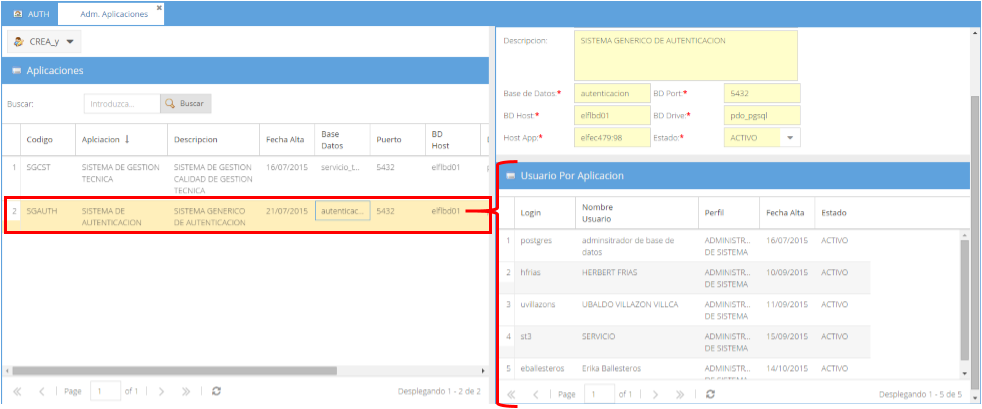 AUTH
Adm. Aplicaciones
CREA_y
Aplicaciones
Buscar:
Introduzca...
Buscar
Codigo
Aplciacion
Descripcion
Fecha Alta
Base
Datos
Puerto
BD
Host
1
SGCST
SISTEMA DE GESTION
TECNICA
SISTEMA DE GESTION
CALIDAD DE GESTION
TECNICA
16/07/2015
servicio_t...
5432
elflbd01
2
SGAUTH
SISTEMA DE
AUTENTICACION
SISTEMA GENERICO
DE AUTENTICACION
21/07/2015
autenticac...
5432
elflbd01
Page
1
of 1
Desplegando 1 - 2 de 2
Descripcion:
SISTEMA GENERICO DE AUTENTICACION
Base de Datos:*
autenticacion
BD Port:*
5432
BD Host:*
elflbd01
BD Drive:*
pdo_pgsql
Host App:*
elfec479:98
Estado:*
ACTIVO
Usuario Por Aplicacion
Login
Nombre
Usuario
Perfil
Fecha Alta
Estado
1
postgres
adminsitrador de base de
datos
ADMINISTR...
DE SISTEMA
16/07/2015
ACTIVO
2
hfrias
HERBERT FRIAS
ADMINISTR...
DE SISTEMA
10/09/2015
ACTIVO
3
uvillazons
UBALDO VILLAZON VILLCA
ADMINISTR...
DE SISTEMA
11/09/2015
ACTIVO
4
st3
SERVICIO
ADMINISTR...
DE SISTEMA
15/09/2015
ACTIVO
5
eballesteros
Erika Ballesteros
ADMINISTR...
DE SISTEMA
14/10/2015
ACTIVO
Page
1
of 1
Desplegando 1 - 5 de 5